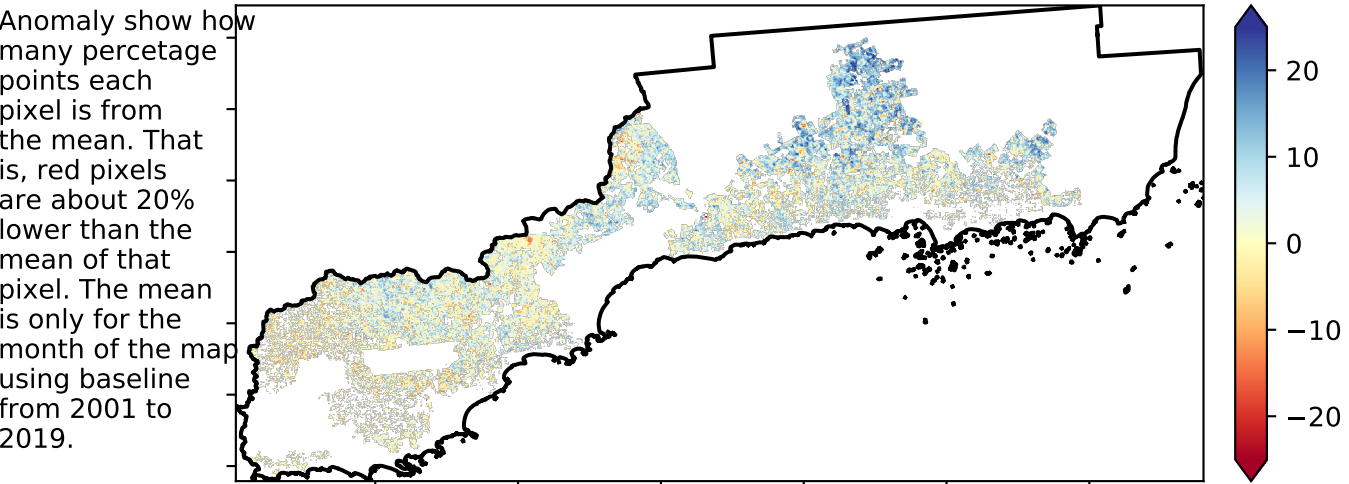 Anomaly show how
many percetage
points each
pixel is from
the mean. That
is, red pixels
are about 20%
lower than the
mean of that
pixel. The mean
is only for the
month of the map
using baseline
from 2001 to
2019.
20
10
0
−10
−20